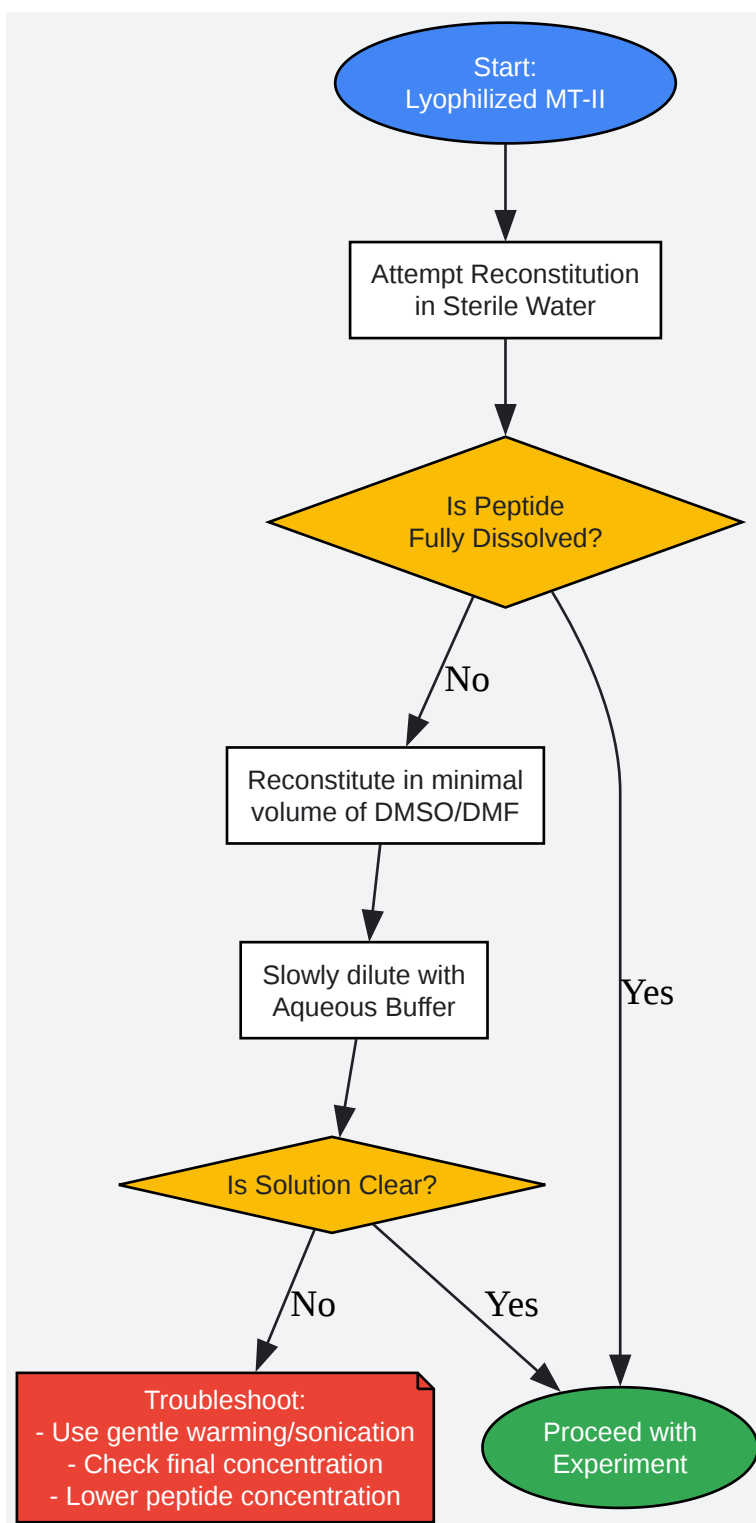 Start:
Lyophilized MT-II
Attempt Reconstitution
in Sterile Water
Is Peptide
Fully Dissolved?
No
Reconstitute in minimal
volume of DMSO/DMF
Slowly dilute with
Aqueous Buffer
Yes
Is Solution Clear?
No
Yes
Troubleshoot:
- Use gentle warming/sonication
- Check final concentration
- Lower peptide concentration
Proceed with
Experiment